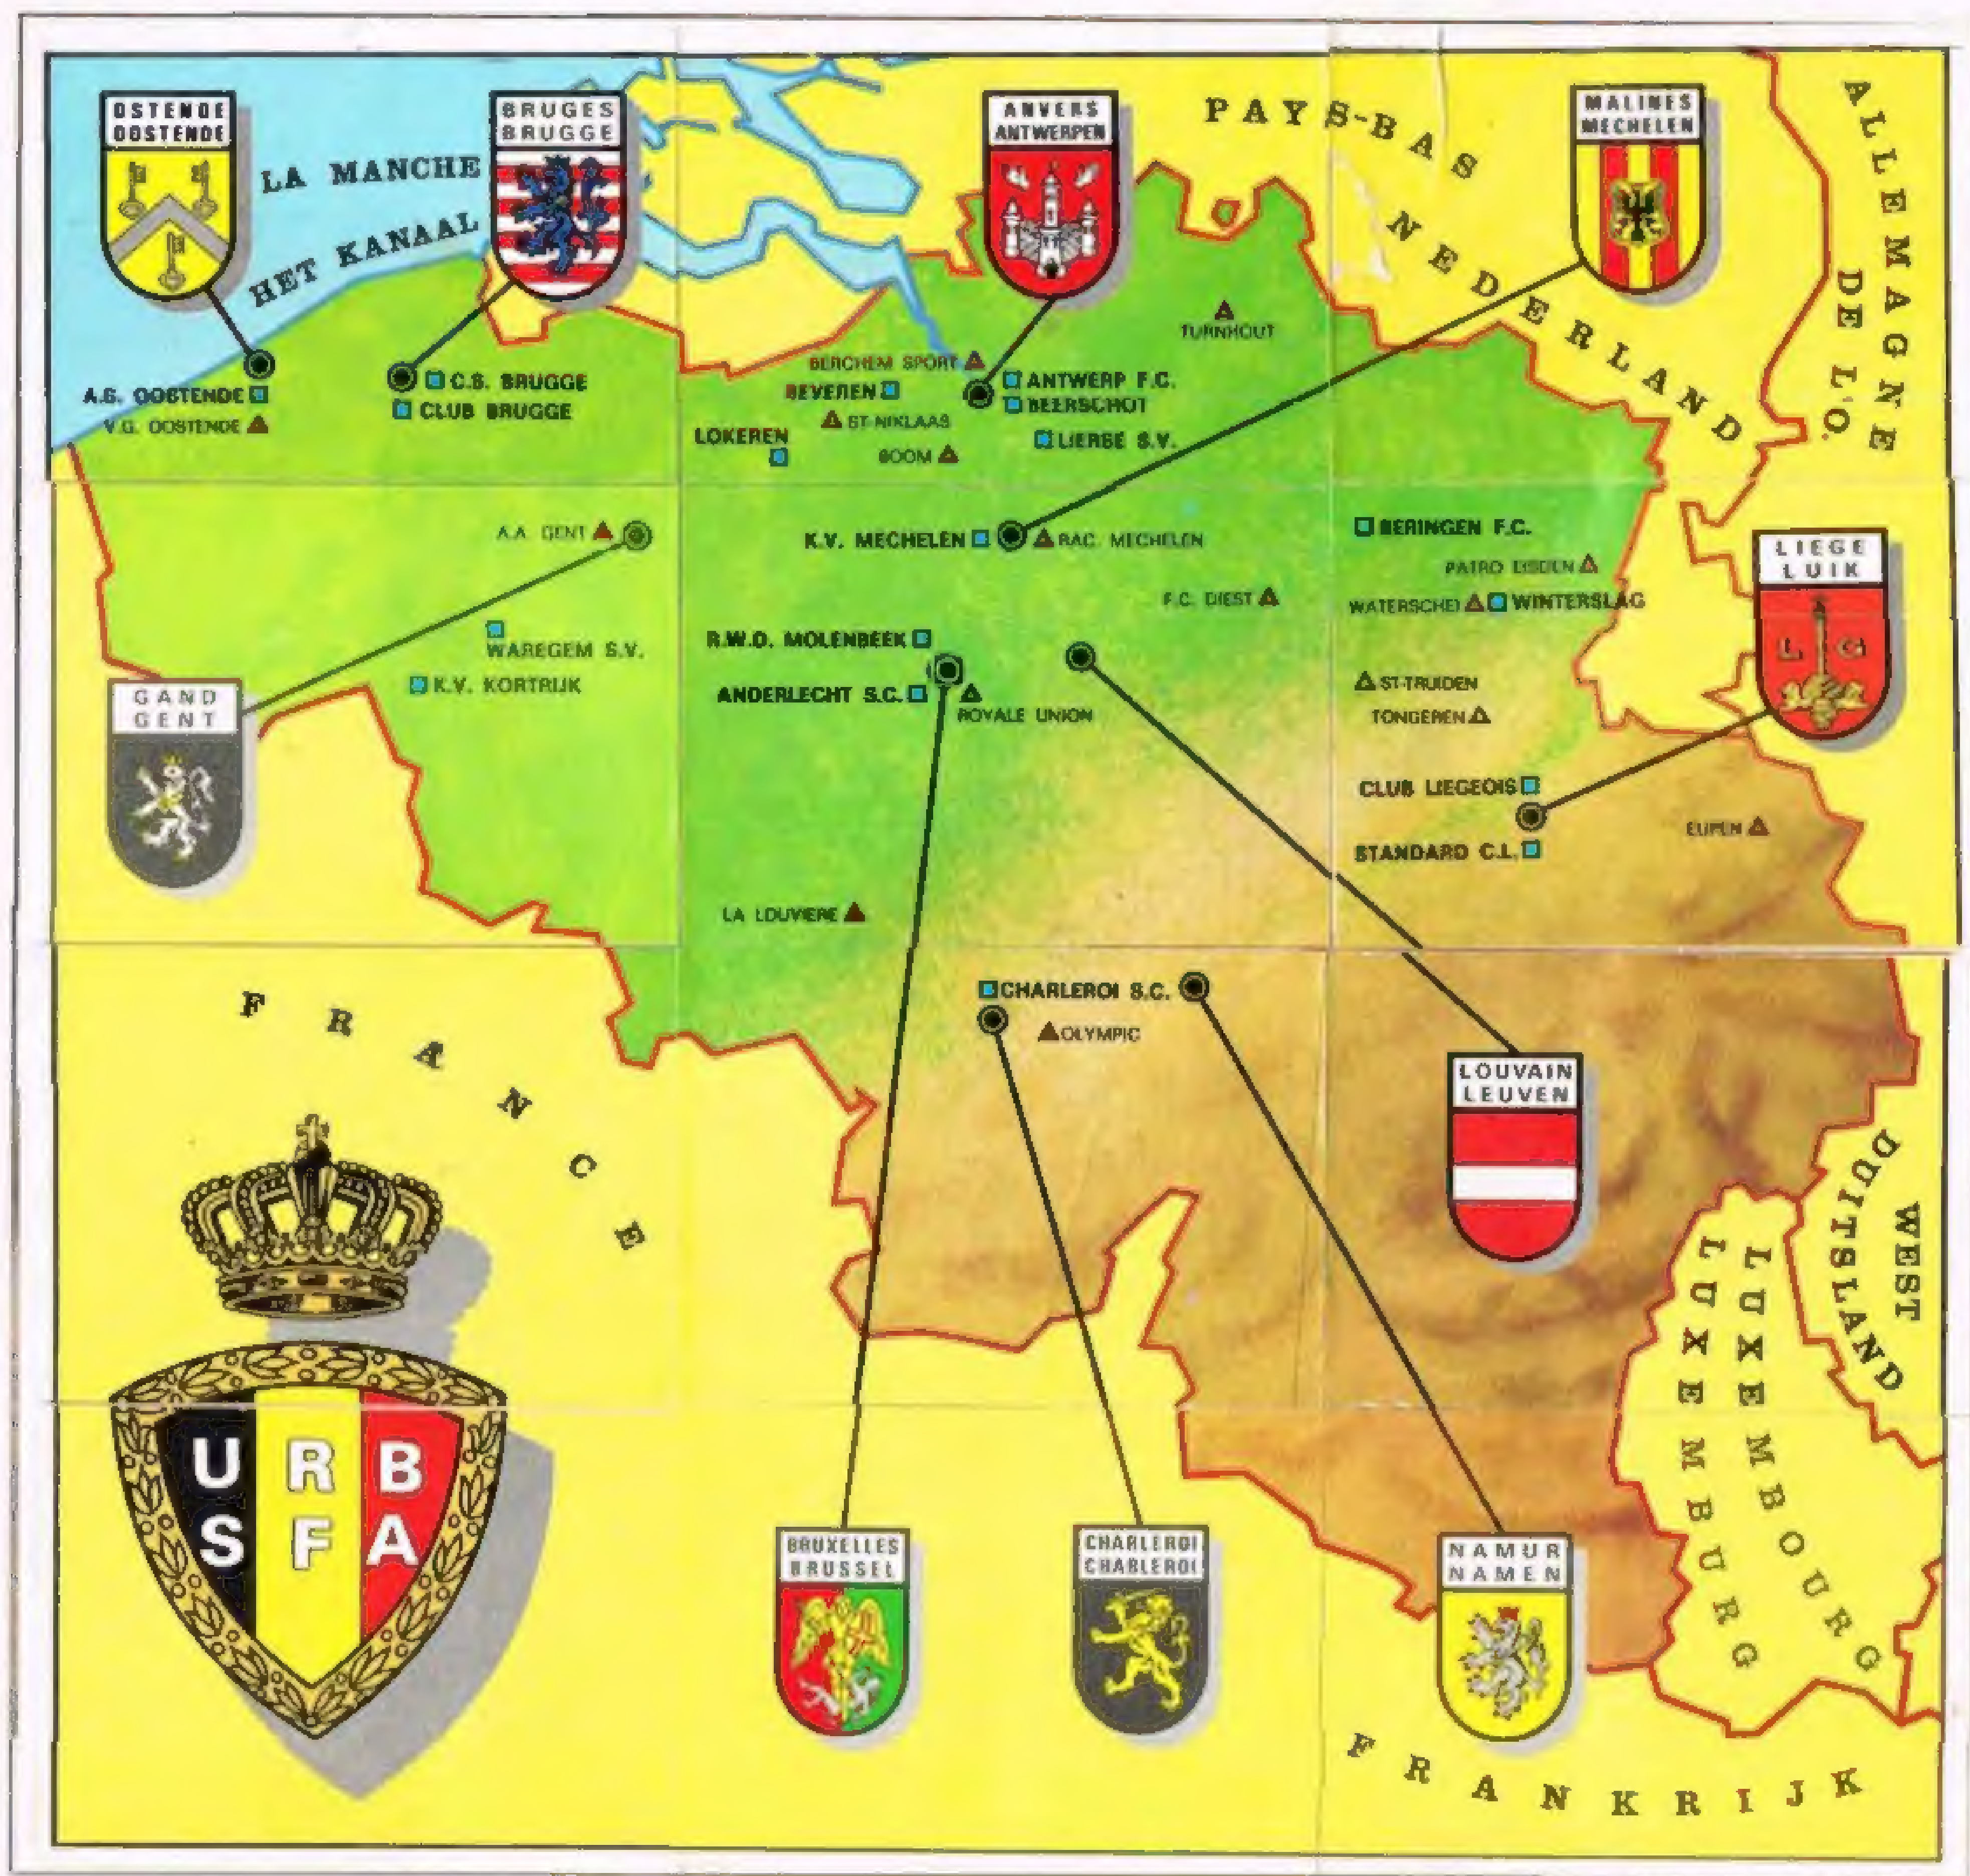 OSTENDE
OOSTENDE
LA MANCHE
HET KANAAL
BRUGES
BRUGGE
ANVERS
ANTWERPEN
PAYS-BAS
NEDERLAND
MALINES
MECHELEN
ALLEMAGNE
DE L'O.
TURNHOUT
BERCHEM SPORT
BEVEREN
ANTWERP F.C.
BEERSCHOT
ST-NIKLAAS
LOKEREN
BOOM
LIERSE S.V.
A.S. OOSTENDE
V.G. OOSTENDE
C.S. BRUGGE
CLUB BRUGGE
A.A. GENT
K.V. MECHELEN
RAC. MECHELEN
BERINGEN F.C.
PATRO EISDEN
WATERSCHEI
WINTERSLAG
F.C. DIEST
LIEGE
LUIK
L G
WAREGEM S.V.
K.V. KORTRIJK
R.W.D. MOLENBEEK
ANDERLECHT S.C.
ROYALE UNION
ST-TRUIDEN
TONGEREN
GAND
GENT
CLUB LIEGEOIS
STANDARD C.L.
EUPEN
LA LOUVIERE
CHARLEROI S.C.
OLYMPIC
FRANCE
LOUVAIN
LEUVEN
WEST
DUITSLAND
LUXEMBOURG
LUXEMBURG
U R B
S F A
BRUXELLES
BRUSSEL
CHARLEROI
CHARLEROI
NAMUR
NAMEN
FRANKRIJK